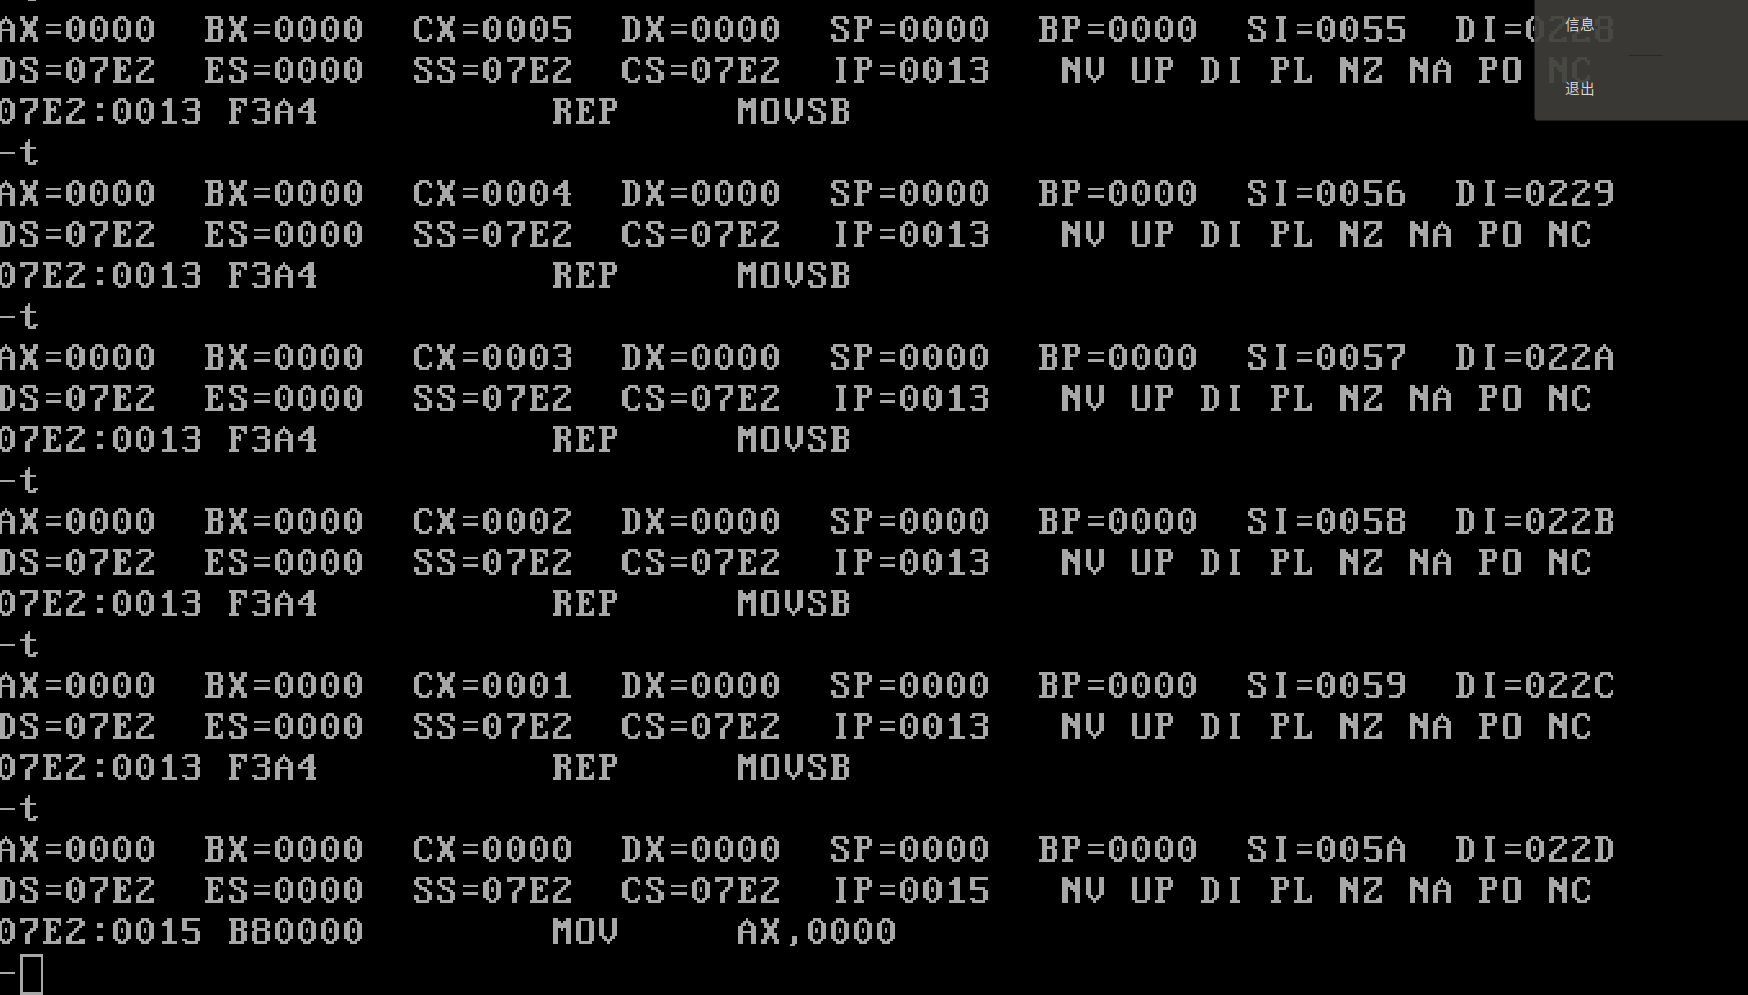 AX=0000  BX=0000  CX=0005  DX=0000  SP=0000  BP=0000  SI=0055  DI=0228
信息
DS=07E2  ES=0000  SS=07E2  CS=07E2  IP=0013   NV UP DI PL NZ NA PO NC
退出
07E2:0013 F3A4          REP     MOVSB
-t
AX=0000  BX=0000  CX=0004  DX=0000  SP=0000  BP=0000  SI=0056  DI=0229
DS=07E2  ES=0000  SS=07E2  CS=07E2  IP=0013   NV UP DI PL NZ NA PO NC
07E2:0013 F3A4          REP     MOVSB
-t
AX=0000  BX=0000  CX=0003  DX=0000  SP=0000  BP=0000  SI=0057  DI=022A
DS=07E2  ES=0000  SS=07E2  CS=07E2  IP=0013   NV UP DI PL NZ NA PO NC
07E2:0013 F3A4          REP     MOVSB
-t
AX=0000  BX=0000  CX=0002  DX=0000  SP=0000  BP=0000  SI=0058  DI=022B
DS=07E2  ES=0000  SS=07E2  CS=07E2  IP=0013   NV UP DI PL NZ NA PO NC
07E2:0013 F3A4          REP     MOVSB
-t
AX=0000  BX=0000  CX=0001  DX=0000  SP=0000  BP=0000  SI=0059  DI=022C
DS=07E2  ES=0000  SS=07E2  CS=07E2  IP=0013   NV UP DI PL NZ NA PO NC
07E2:0013 F3A4          REP     MOVSB
-t
AX=0000  BX=0000  CX=0000  DX=0000  SP=0000  BP=0000  SI=005A  DI=022D
DS=07E2  ES=0000  SS=07E2  CS=07E2  IP=0015   NV UP DI PL NZ NA PO NC
07E2:0015 B80000        MOV     AX,0000
-